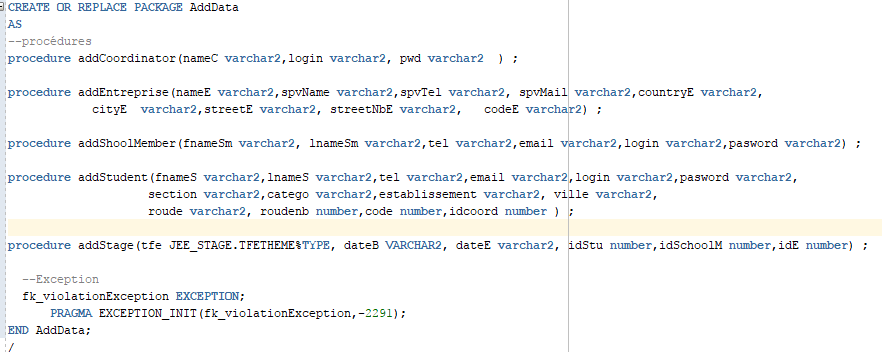 CREATE OR REPLACE PACKAGE AddData
AS
--procédures
procedure addCoordinator(nameC varchar2,login varchar2, pwd varchar2  ) ;
procedure addEntreprise(nameE varchar2,spvName varchar2,spvTel varchar2, spvMail varchar2,countryE varchar2,
cityE  varchar2,streetE varchar2, streetNbE varchar2,   codeE varchar2) ;
procedure addShoolMember(fnameSm varchar2, lnameSm varchar2,tel varchar2,email varchar2,login varchar2,pasword varchar2) ;
procedure addStudent(fnameS varchar2,lnameS varchar2,tel varchar2,email varchar2,login varchar2,pasword varchar2,
section varchar2,catego varchar2,establissement varchar2, ville varchar2,
roude varchar2, roudenb number,code number,idcoord number ) ;
procedure addStage(tfe JEE_STAGE.TFETHEME%TYPE, dateB VARCHAR2, dateE varchar2, idStu number,idSchoolM number,idE number) ;
--Exception
fk_violationException EXCEPTION;
PRAGMA EXCEPTION_INIT(fk_violationException,-2291);
END AddData;
/